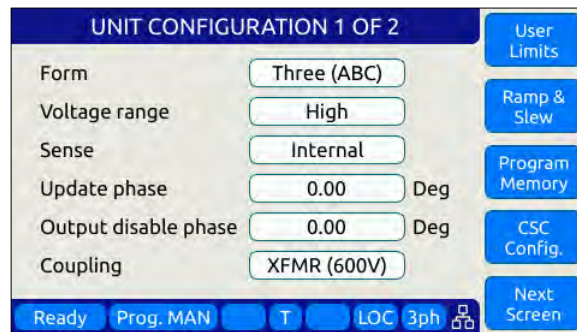 UNIT CONFIGURATION 1 OF 2
Form Three (ABC)
Voltage range High
Sense Internal
Update phase 0.00 Deg
Output disable phase 0.00 Deg
Coupling XFMR (600V)
Ready Prog. MAN T LOC 3ph
User
Limits
Ramp &
Slew
Program
Memory
CSC
Config.
Next
Screen